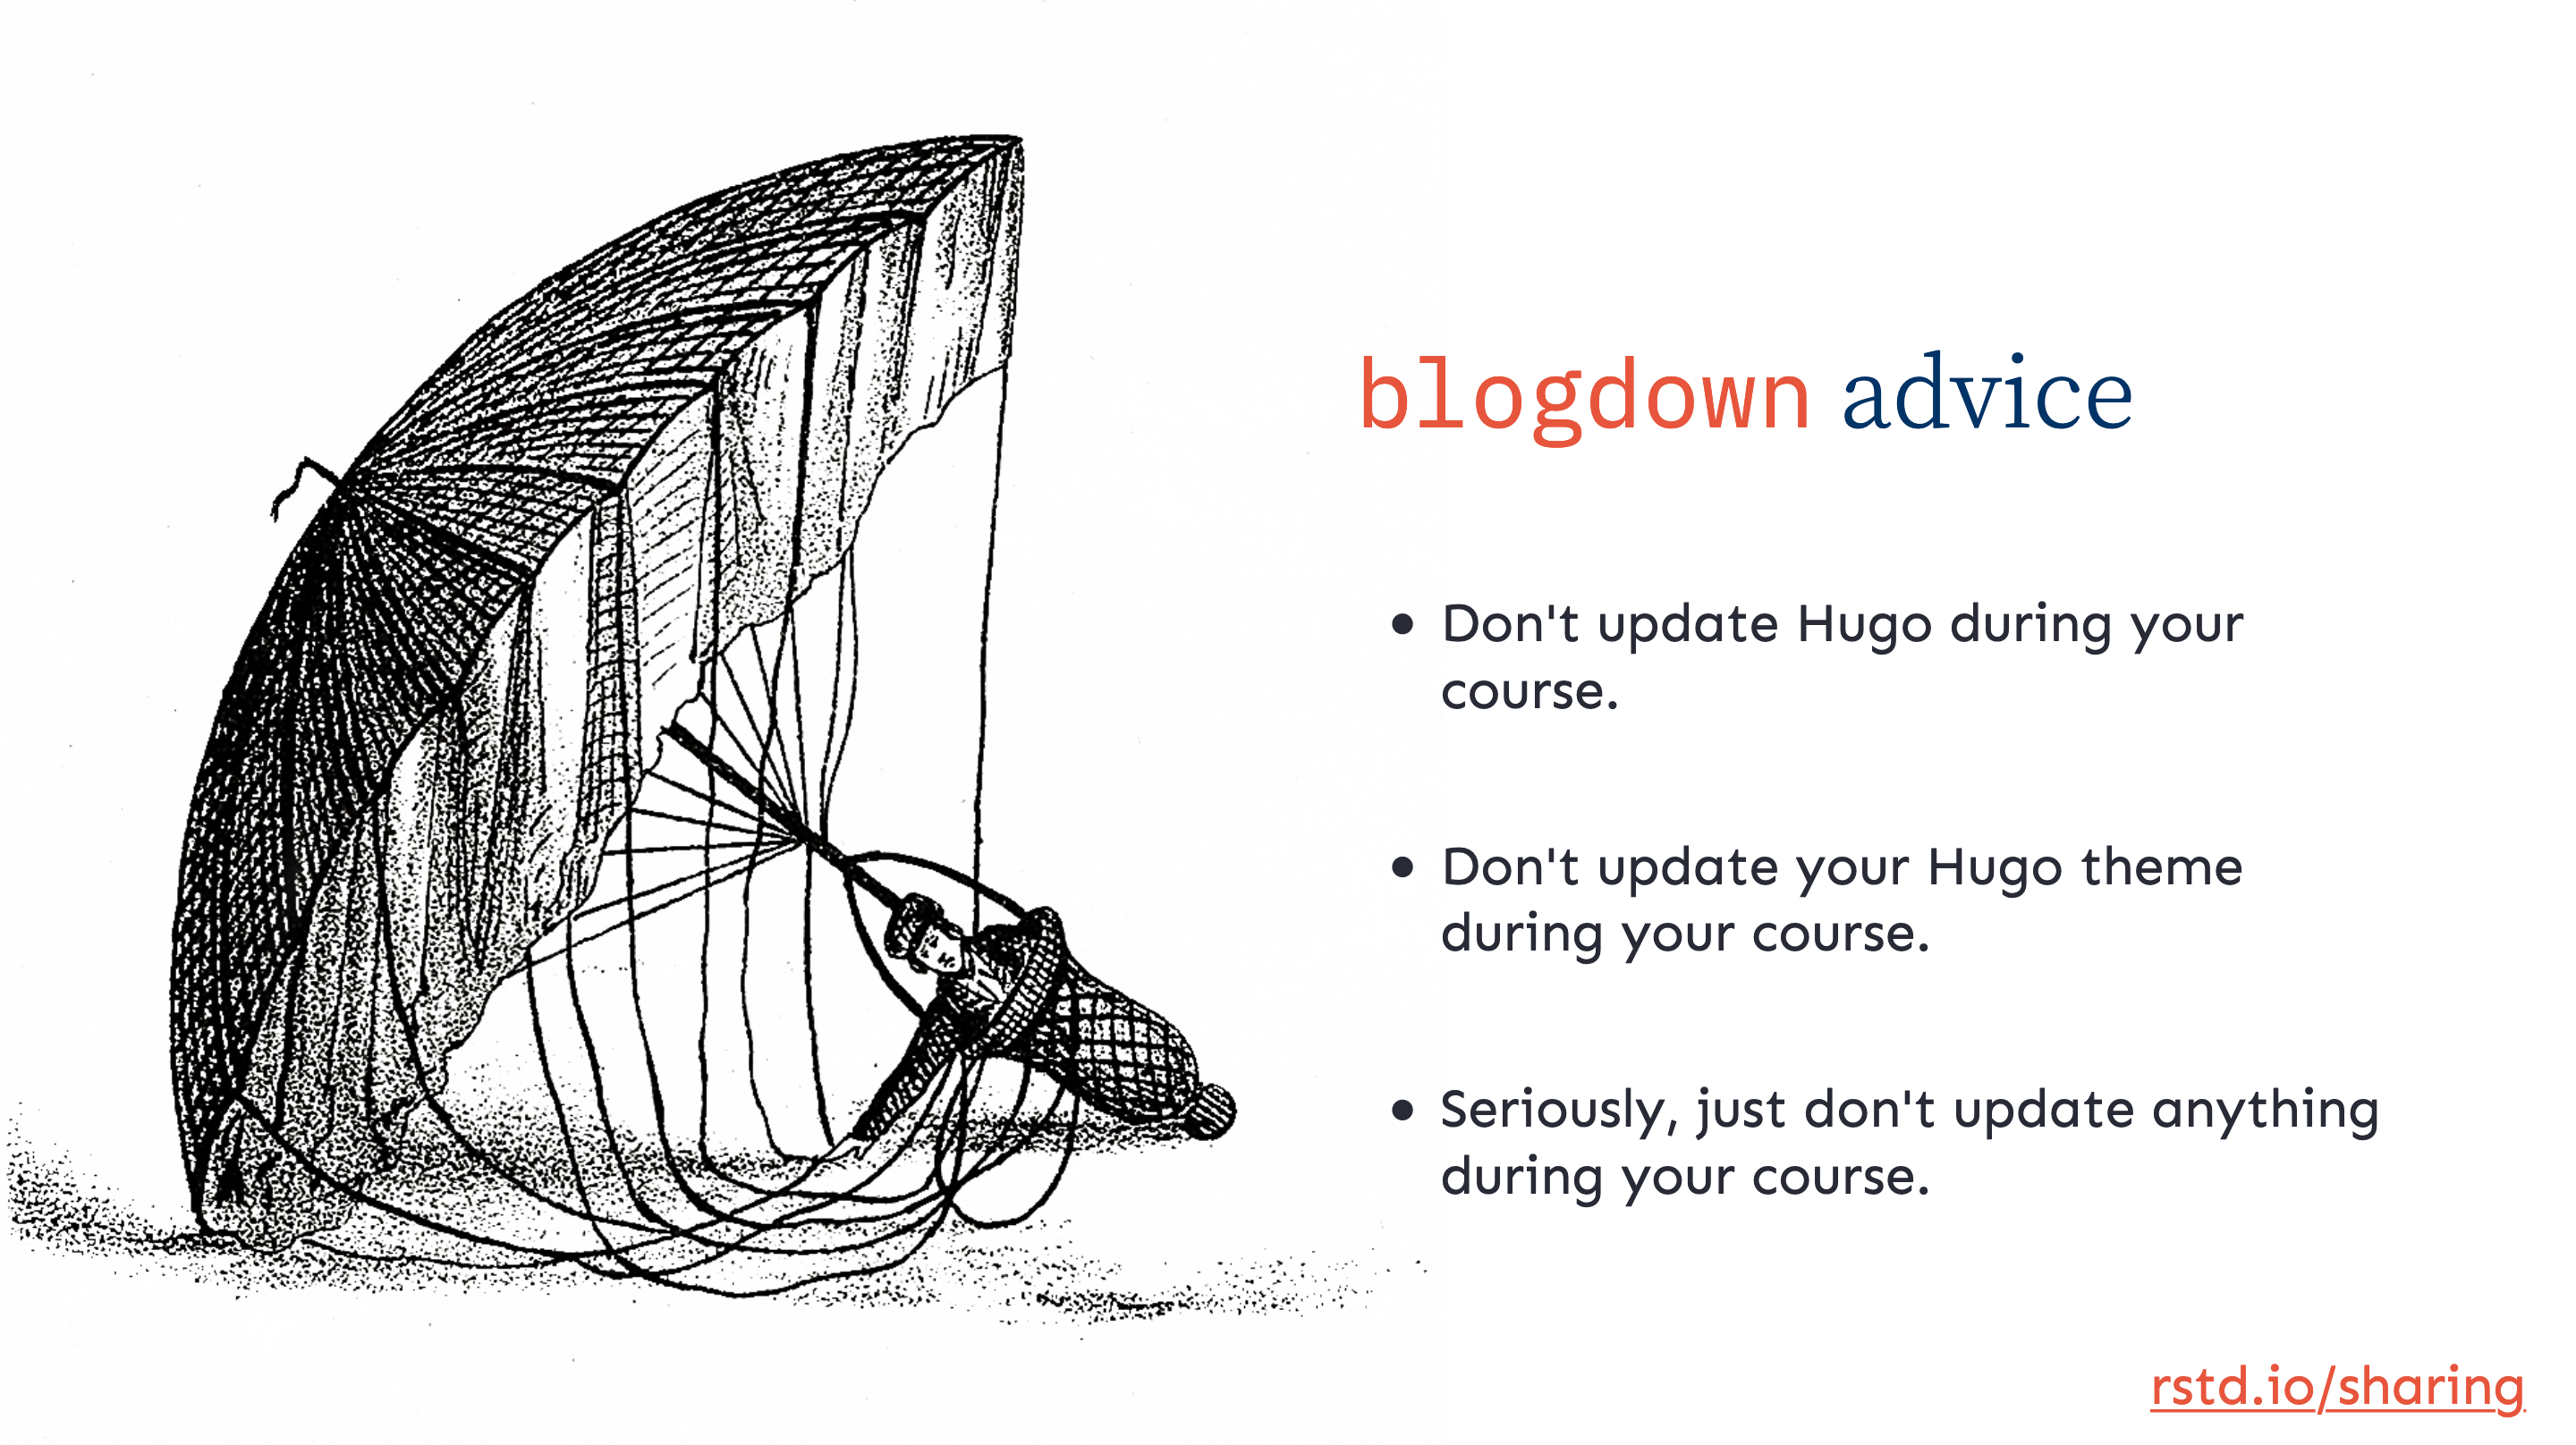 blogdown advice
• Don't update Hugo during your
course.
• Don't update your Hugo theme
during your course.
• Seriously, just don't update anything
during your course.
rstd.io/sharing